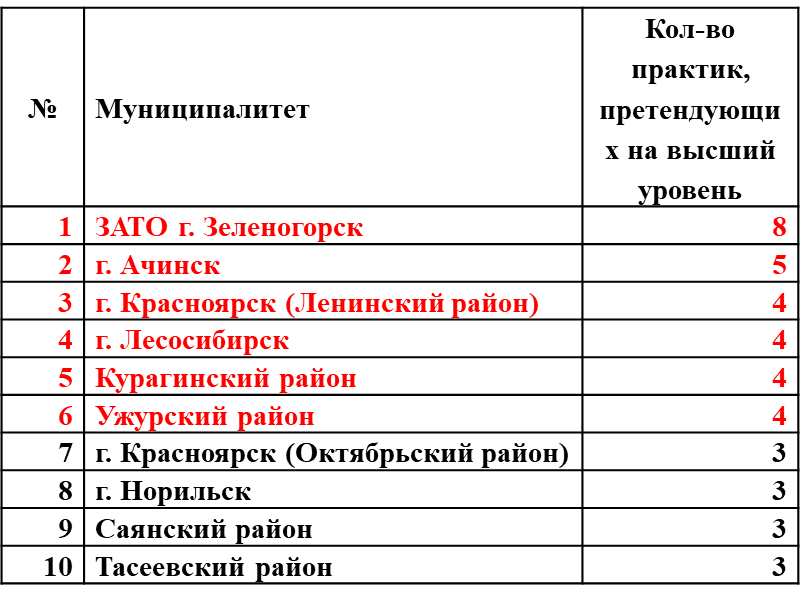 № Муниципалитет Кол-во
практик,
претендующи
х на высший
уровень
1 ЗАТО г. Зеленогорск 8
2 г. Ачинск 5
3 г. Красноярск (Ленинский район) 4
4 г. Лесосибирск 4
5 Курагинский район 4
6 Ужурский район 4
7 г. Красноярск (Октябрьский район) 3
8 г. Норильск 3
9 Саянский район 3
10 Тасеевский район 3